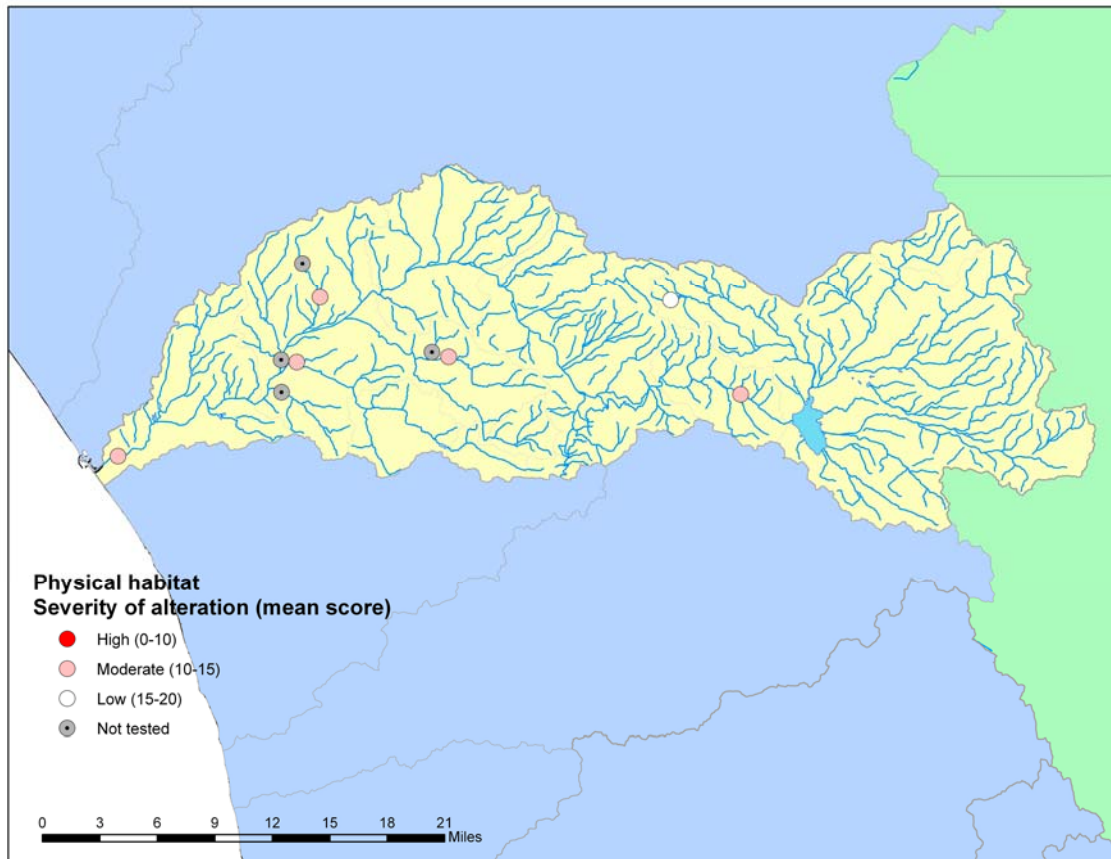 Physical habitat
Severity of alteration (mean score)
High (0-10)
Moderate (10-15)
Low (15-20)
Not tested
0 3 6 9 12 15 18 21
Miles